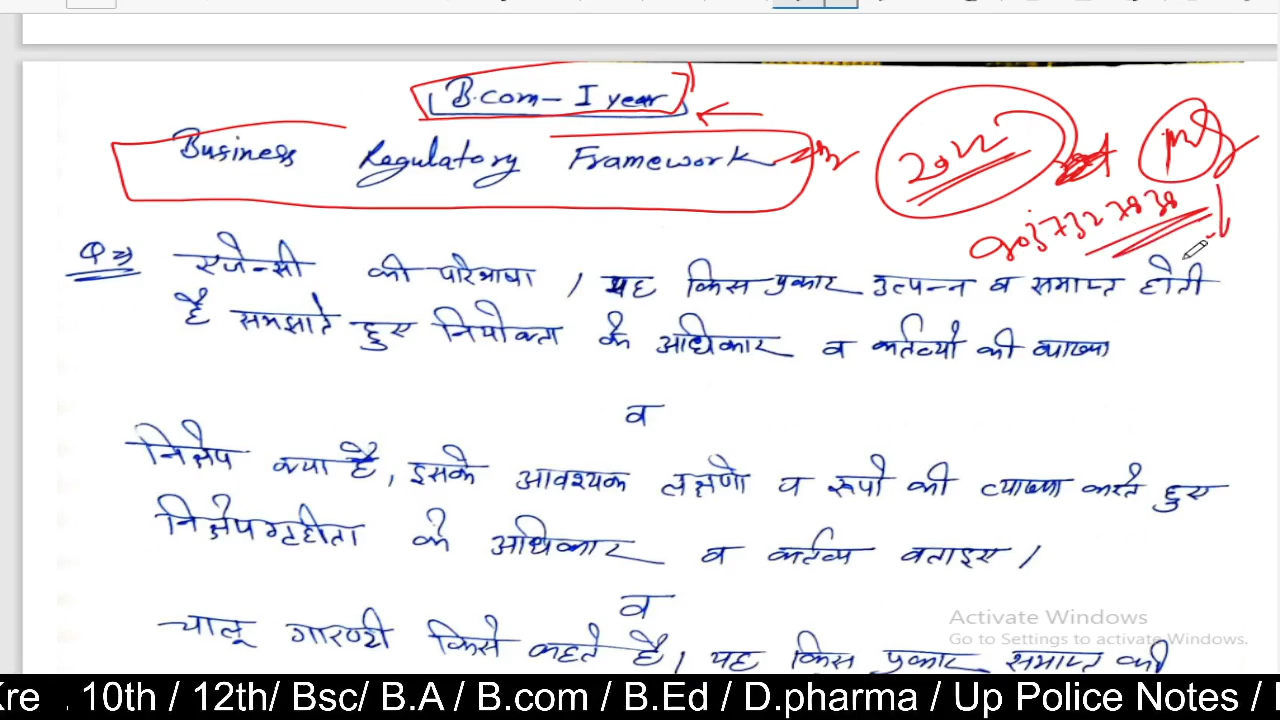 B.com - I year
Business Regulatory Framework
2022
Q ⇒ एजेन्सी की परिभाषा / यह किस प्रकार उत्पन्न व समाप्त होती
है समझाते हुए नियोक्ता के अधिकार व कर्तव्यों की व्याख्या
व
निक्षेप क्या है, इसके आवश्यक लक्षणो व रूपो की व्याख्या करते हुए
निक्षेपग्रहीता के अधिकार व कर्तव्य बताइए /
व
चालू गारण्टी किसे कहते है, यह किस प्रकार समाप्त की
Activate Windows
Go to Settings to activate Windows.
Kre . 10th / 12th/ Bsc/ B.A / B.com / B.Ed / D.pharma / Up Police Notes /